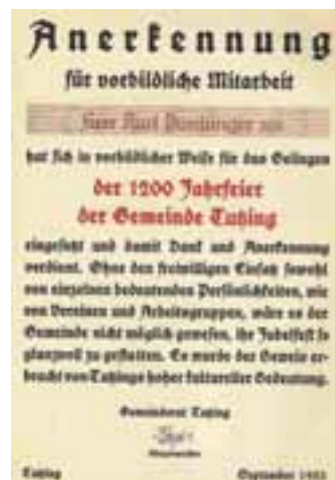 Anerkennung
für vorbildliche Mitarbeit
Herr Karl
hat sich in vorbildlicher Weise für das Gelingen
der 1200 Jahrfeier
der Gemeinde Tutzing
eingesetzt und damit Dank und Anerkennung
verdient. Ohne den freiwilligen Einsatz sowohl
von einzelnen bedeutenden Persönlichkeiten, wie
von Vereinen und Arbeitsgruppen, wäre es der
Gemeinde nicht möglich gewesen, ihr Jubelfest so
glanzvoll zu gestalten. Es wurde der Beweis er-
bracht von Tutzings hoher kultureller Bedeutung.
Gemeinderat Tutzing
Tutzing
September